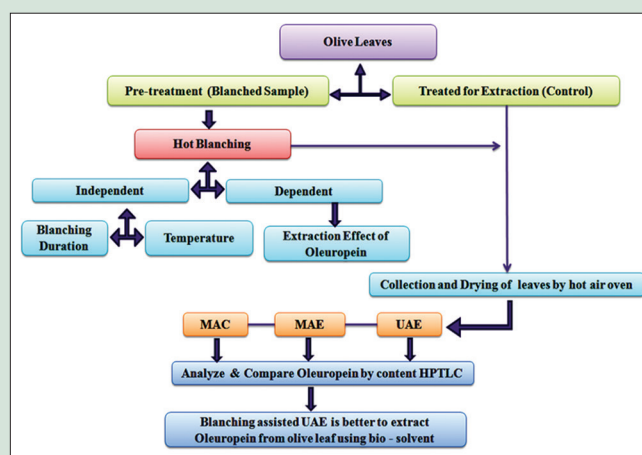 Olive Leaves
Pre-treatment (Blanched Sample)
Treated for Extraction (Control)
Hot Blanching
Independent
Dependent
Blanching
Duration
Temperature
Extraction Effect of
Oleuropein
Collection and Drying of leaves by hot air oven
MAC
MAE
UAE
Analyze & Compare Oleuropein by content HPTLC
Blanching assisted UAE is better to extract
Oleuropein from olive leaf using bio - solvent